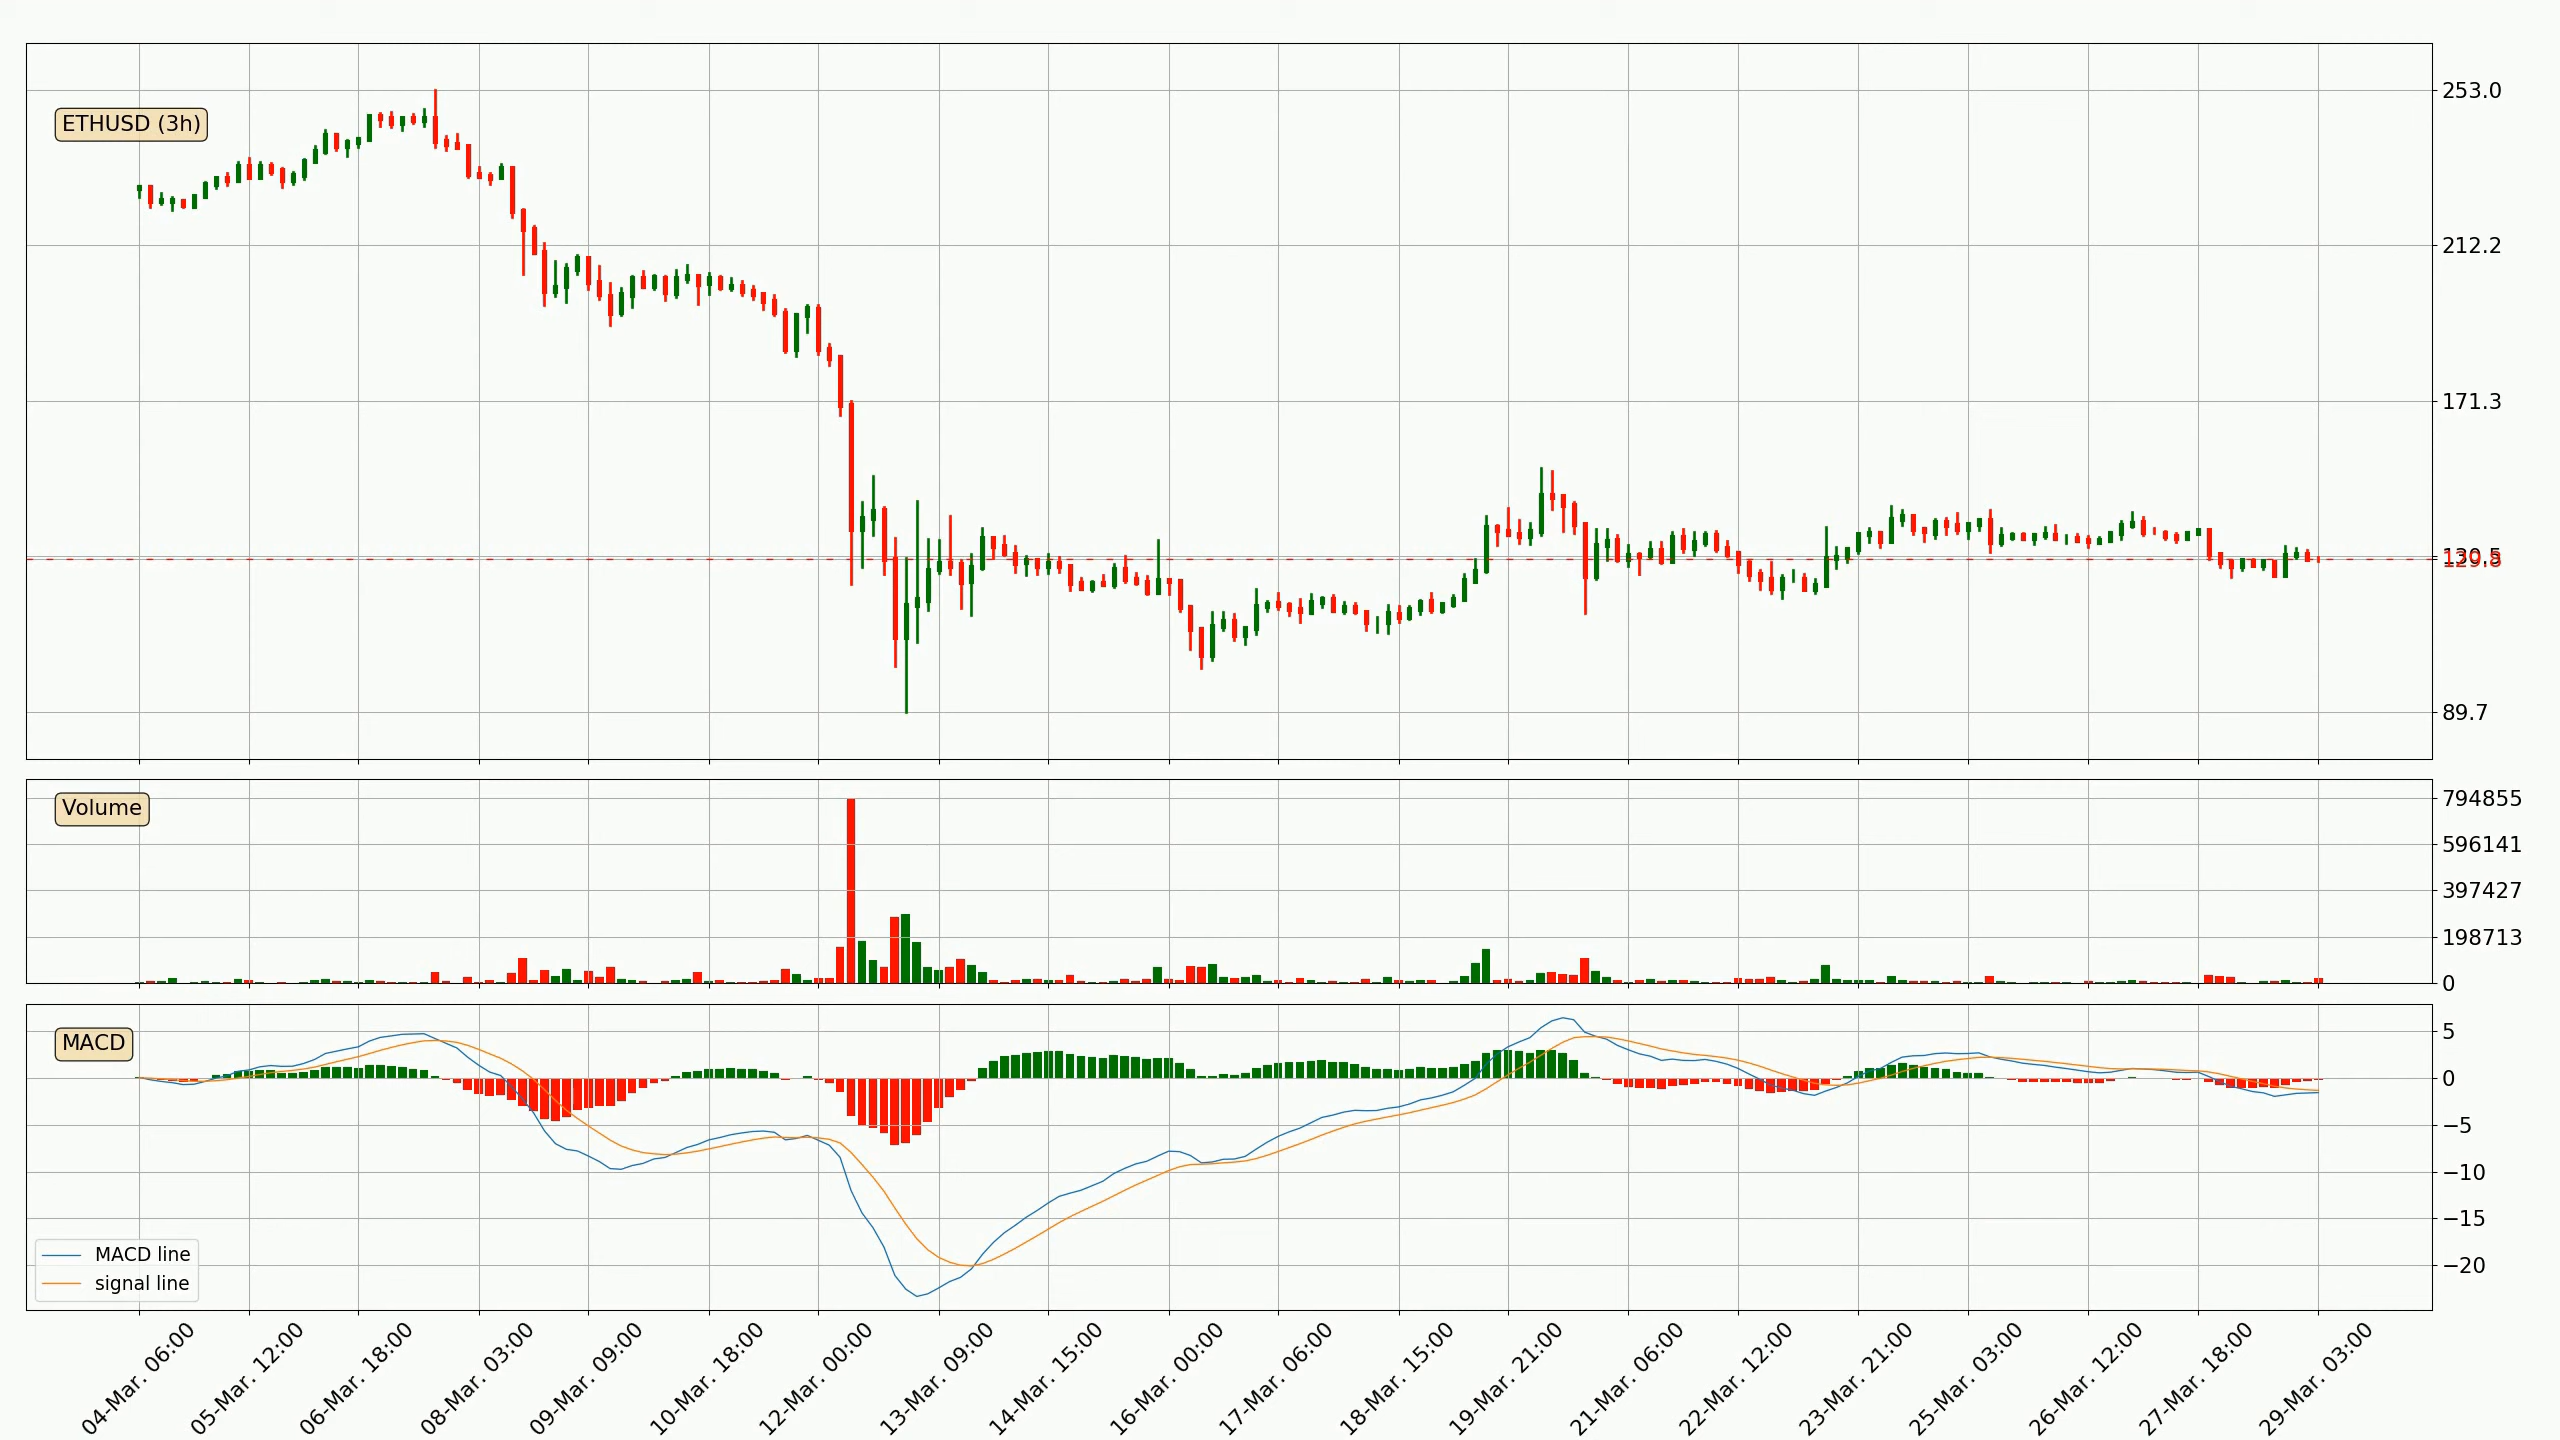 ETHUSD (3h)
253.0
212.2
171.3
89.7
Volume
794855
596141
397427
198713
0
MACD
5
0
−5
−10
−15
−20
MACD line
signal line
04-Mar. 06:00
05-Mar. 12:00
06-Mar. 18:00
08-Mar. 03:00
09-Mar. 09:00
10-Mar. 18:00
12-Mar. 00:00
13-Mar. 09:00
14-Mar. 15:00
16-Mar. 00:00
17-Mar. 06:00
18-Mar. 15:00
19-Mar. 21:00
21-Mar. 06:00
22-Mar. 12:00
23-Mar. 21:00
25-Mar. 03:00
26-Mar. 12:00
27-Mar. 18:00
29-Mar. 03:00